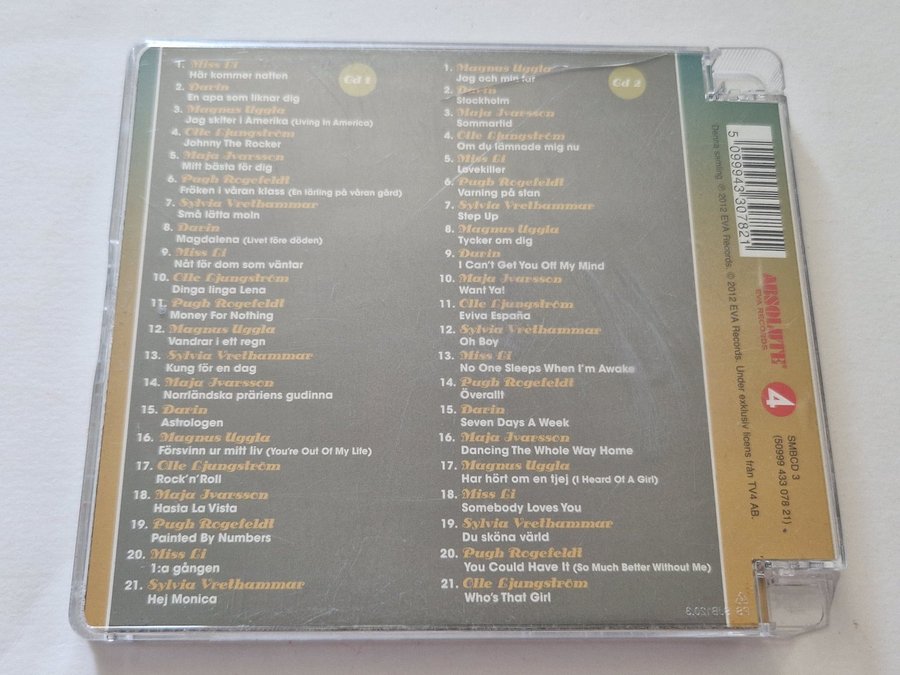 Cd 1
1. Miss Li
Här kommer natten
2. Darin
En apa som liknar dig
3. Magnus Uggla
Jag skiter i Amerika (Living in America)
4. Olle Ljungström
Johnny The Rocker
5. Maja Ivarsson
Mitt bästa för dig
6. Pugh Rogefeldt
Fröken i våran klass (En tärling på våran gård)
7. Sylvia Vrethammar
Små lätta moln
8. Darin
Magdalena (Livet före döden)
9. Miss Li
Nåt för dom som väntar
10. Olle Ljungström
Dinga linga Lena
11. Pugh Rogefeldt
Money For Nothing
12. Magnus Uggla
Vandrar i ett regn
13. Sylvia Vrethammar
Kung för en dag
14. Maja Ivarsson
Norrländska präriens gudinna
15. Darin
Astrologen
16. Magnus Uggla
Försvinn ur mitt liv (You're Out Of My Life)
17. Olle Ljungström
Rock'n'Roll
18. Maja Ivarsson
Hasta La Vista
19. Pugh Rogefeldt
Painted By Numbers
20. Miss Li
1:a gången
21. Sylvia Vrethammar
Hej Monica
Cd 2
1. Magnus Uggla
Jag och min far
2. Darin
Stockholm
3. Maja Ivarsson
Sommartid
4. Olle Ljungström
Om du lämnade mig nu
5. Miss Li
Lovekiller
6. Pugh Rogefeldt
Varning på stan
7. Sylvia Vrethammar
Step Up
8. Magnus Uggla
Tycker om dig
9. Darin
I Can't Get You Off My Mind
10. Maja Ivarsson
Want Ya!
11. Olle Ljungström
Eviva España
12. Sylvia Vrethammar
Oh Boy
13. Miss Li
No One Sleeps When I'm Awake
14. Pugh Rogefeldt
Överallt
15. Darin
Seven Days A Week
16. Maja Ivarsson
Dancing The Whole Way Home
17. Magnus Uggla
Har hört om en tjej (I Heard Of A Girl)
18. Miss Li
Somebody Loves You
19. Sylvia Vrethammar
Du sköna värld
20. Pugh Rogefeldt
You Could Have It (So Much Better Without Me)
21. Olle Ljungström
Who's That Girl
5 099943 307821
Denna samling ℗ 2012 EVA Records. © 2012 EVA Records. Under exklusiv licens från TV4 AB.
ABSOLUTE
EVA RECORDS
4
SMBCD 3
(50999 433 078 21)